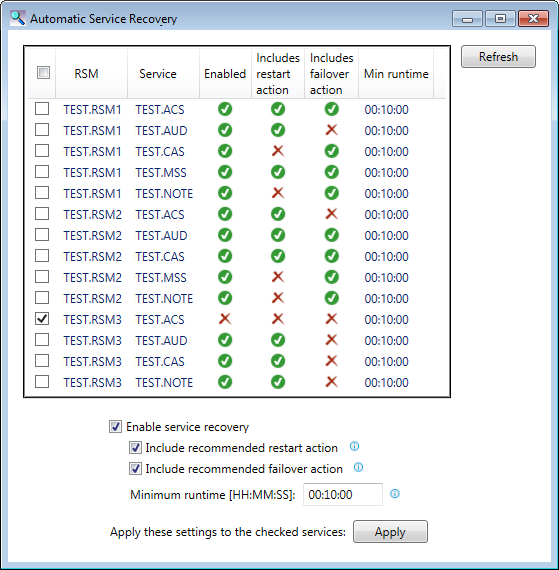 Automatic Service Recovery
Refresh
RSM Service Enabled Includes restart action Includes failover action Min runtime
TEST.RSM1 TEST.ACS 00:10:00
TEST.RSM1 TEST.AUD 00:10:00
TEST.RSM1 TEST.CAS 00:10:00
TEST.RSM1 TEST.MSS 00:10:00
TEST.RSM1 TEST.NOTE 00:10:00
TEST.RSM2 TEST.ACS 00:10:00
TEST.RSM2 TEST.AUD 00:10:00
TEST.RSM2 TEST.CAS 00:10:00
TEST.RSM2 TEST.MSS 00:10:00
TEST.RSM2 TEST.NOTE 00:10:00
TEST.RSM3 TEST.ACS 00:10:00
TEST.RSM3 TEST.AUD 00:10:00
TEST.RSM3 TEST.CAS 00:10:00
TEST.RSM3 TEST.NOTE 00:10:00
Enable service recovery
Include recommended restart action
Include recommended failover action
Minimum runtime [HH:MM:SS]: 00:10:00
Apply these settings to the checked services: Apply